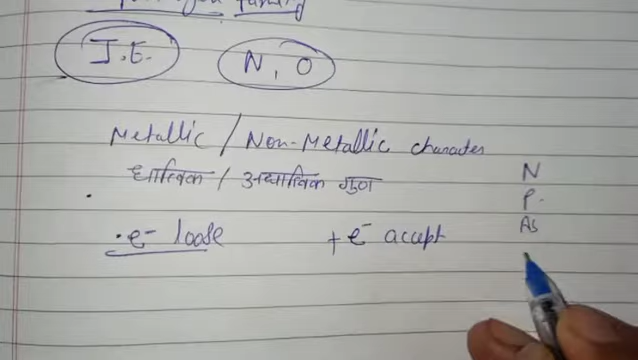 I.E. N, O
Metallic / Non-Metallic character
धात्विक / अधात्विक गुण
N
P.
As
. e- loose + e- accept